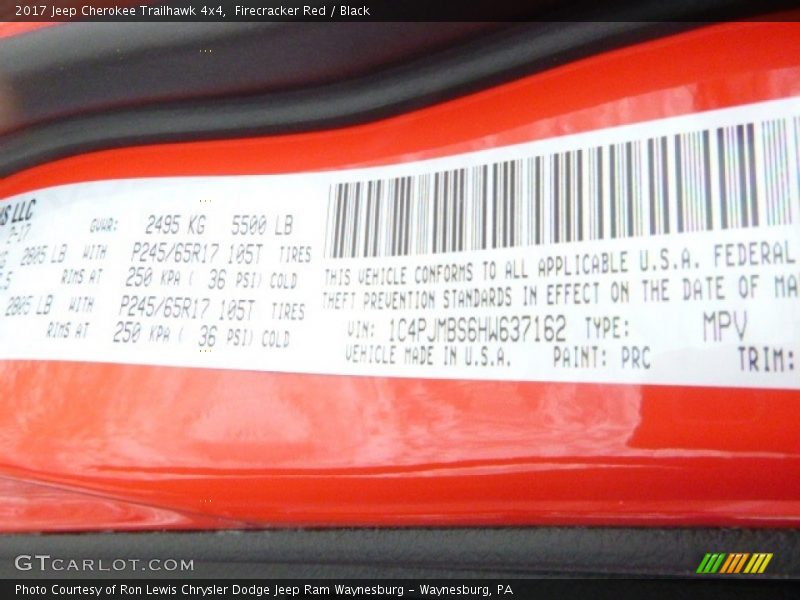 2017 Jeep Cherokee Trailhawk 4x4, Firecracker Red / Black
LLC
GVWR: 2495 KG 5500 LB
2805 LB WITH P245/65R17 105T TIRES
RIMS AT 250 KPA ( 36 PSI) COLD
2805 LB WITH P245/65R17 105T TIRES
RIMS AT 250 KPA ( 36 PSI) COLD
THIS VEHICLE CONFORMS TO ALL APPLICABLE U.S.A. FEDERAL
THEFT PREVENTION STANDARDS IN EFFECT ON THE DATE OF MA
VIN: 1C4PJMBS6HW637162 TYPE: MPV
VEHICLE MADE IN U.S.A. PAINT: PRC TRIM:
GTCARLOT.COM
Photo Courtesy of Ron Lewis Chrysler Dodge Jeep Ram Waynesburg – Waynesburg, PA